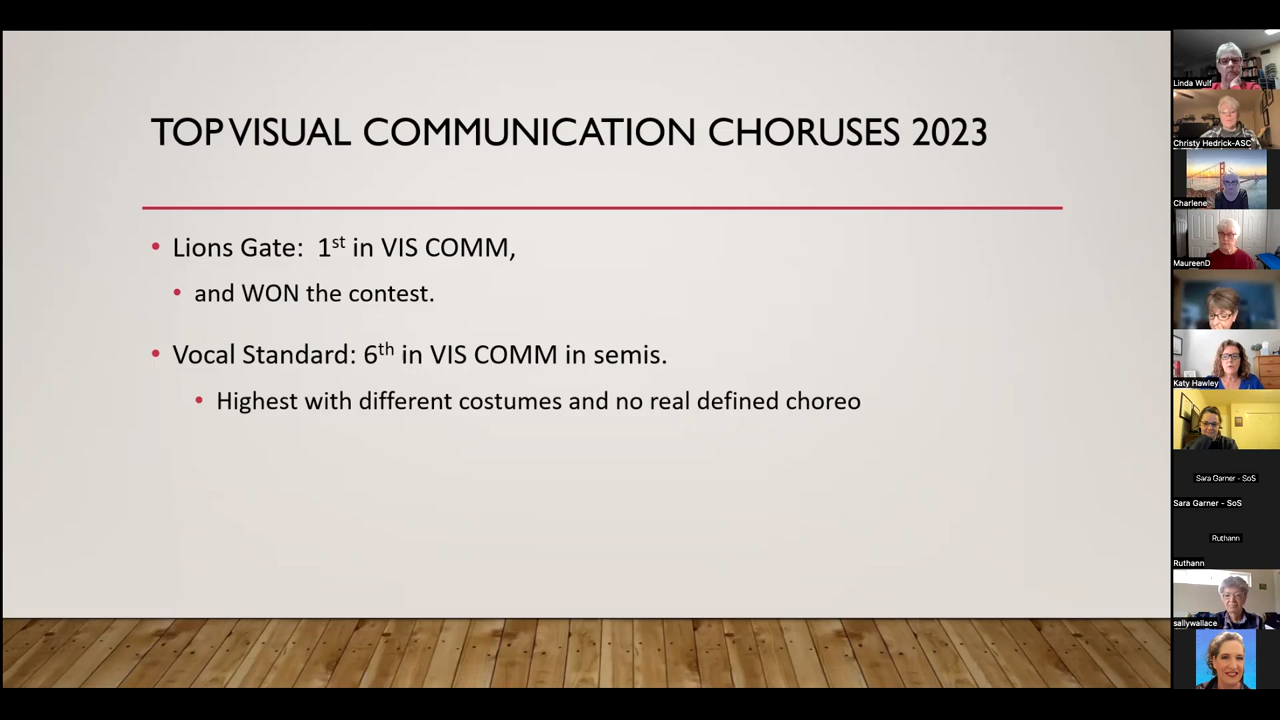 TOP VISUAL COMMUNICATION CHORUSES 2023
• Lions Gate: 1st in VIS COMM,
• and WON the contest.
• Vocal Standard: 6th in VIS COMM in semis.
• Highest with different costumes and no real defined choreo
Linda Wulf
Christy Hedrick-ASC
Charlene
MaureenD
Katy Hawley
Sara Garner - SoS
Sara Garner - SoS
Ruthann
Ruthann
sallywallace